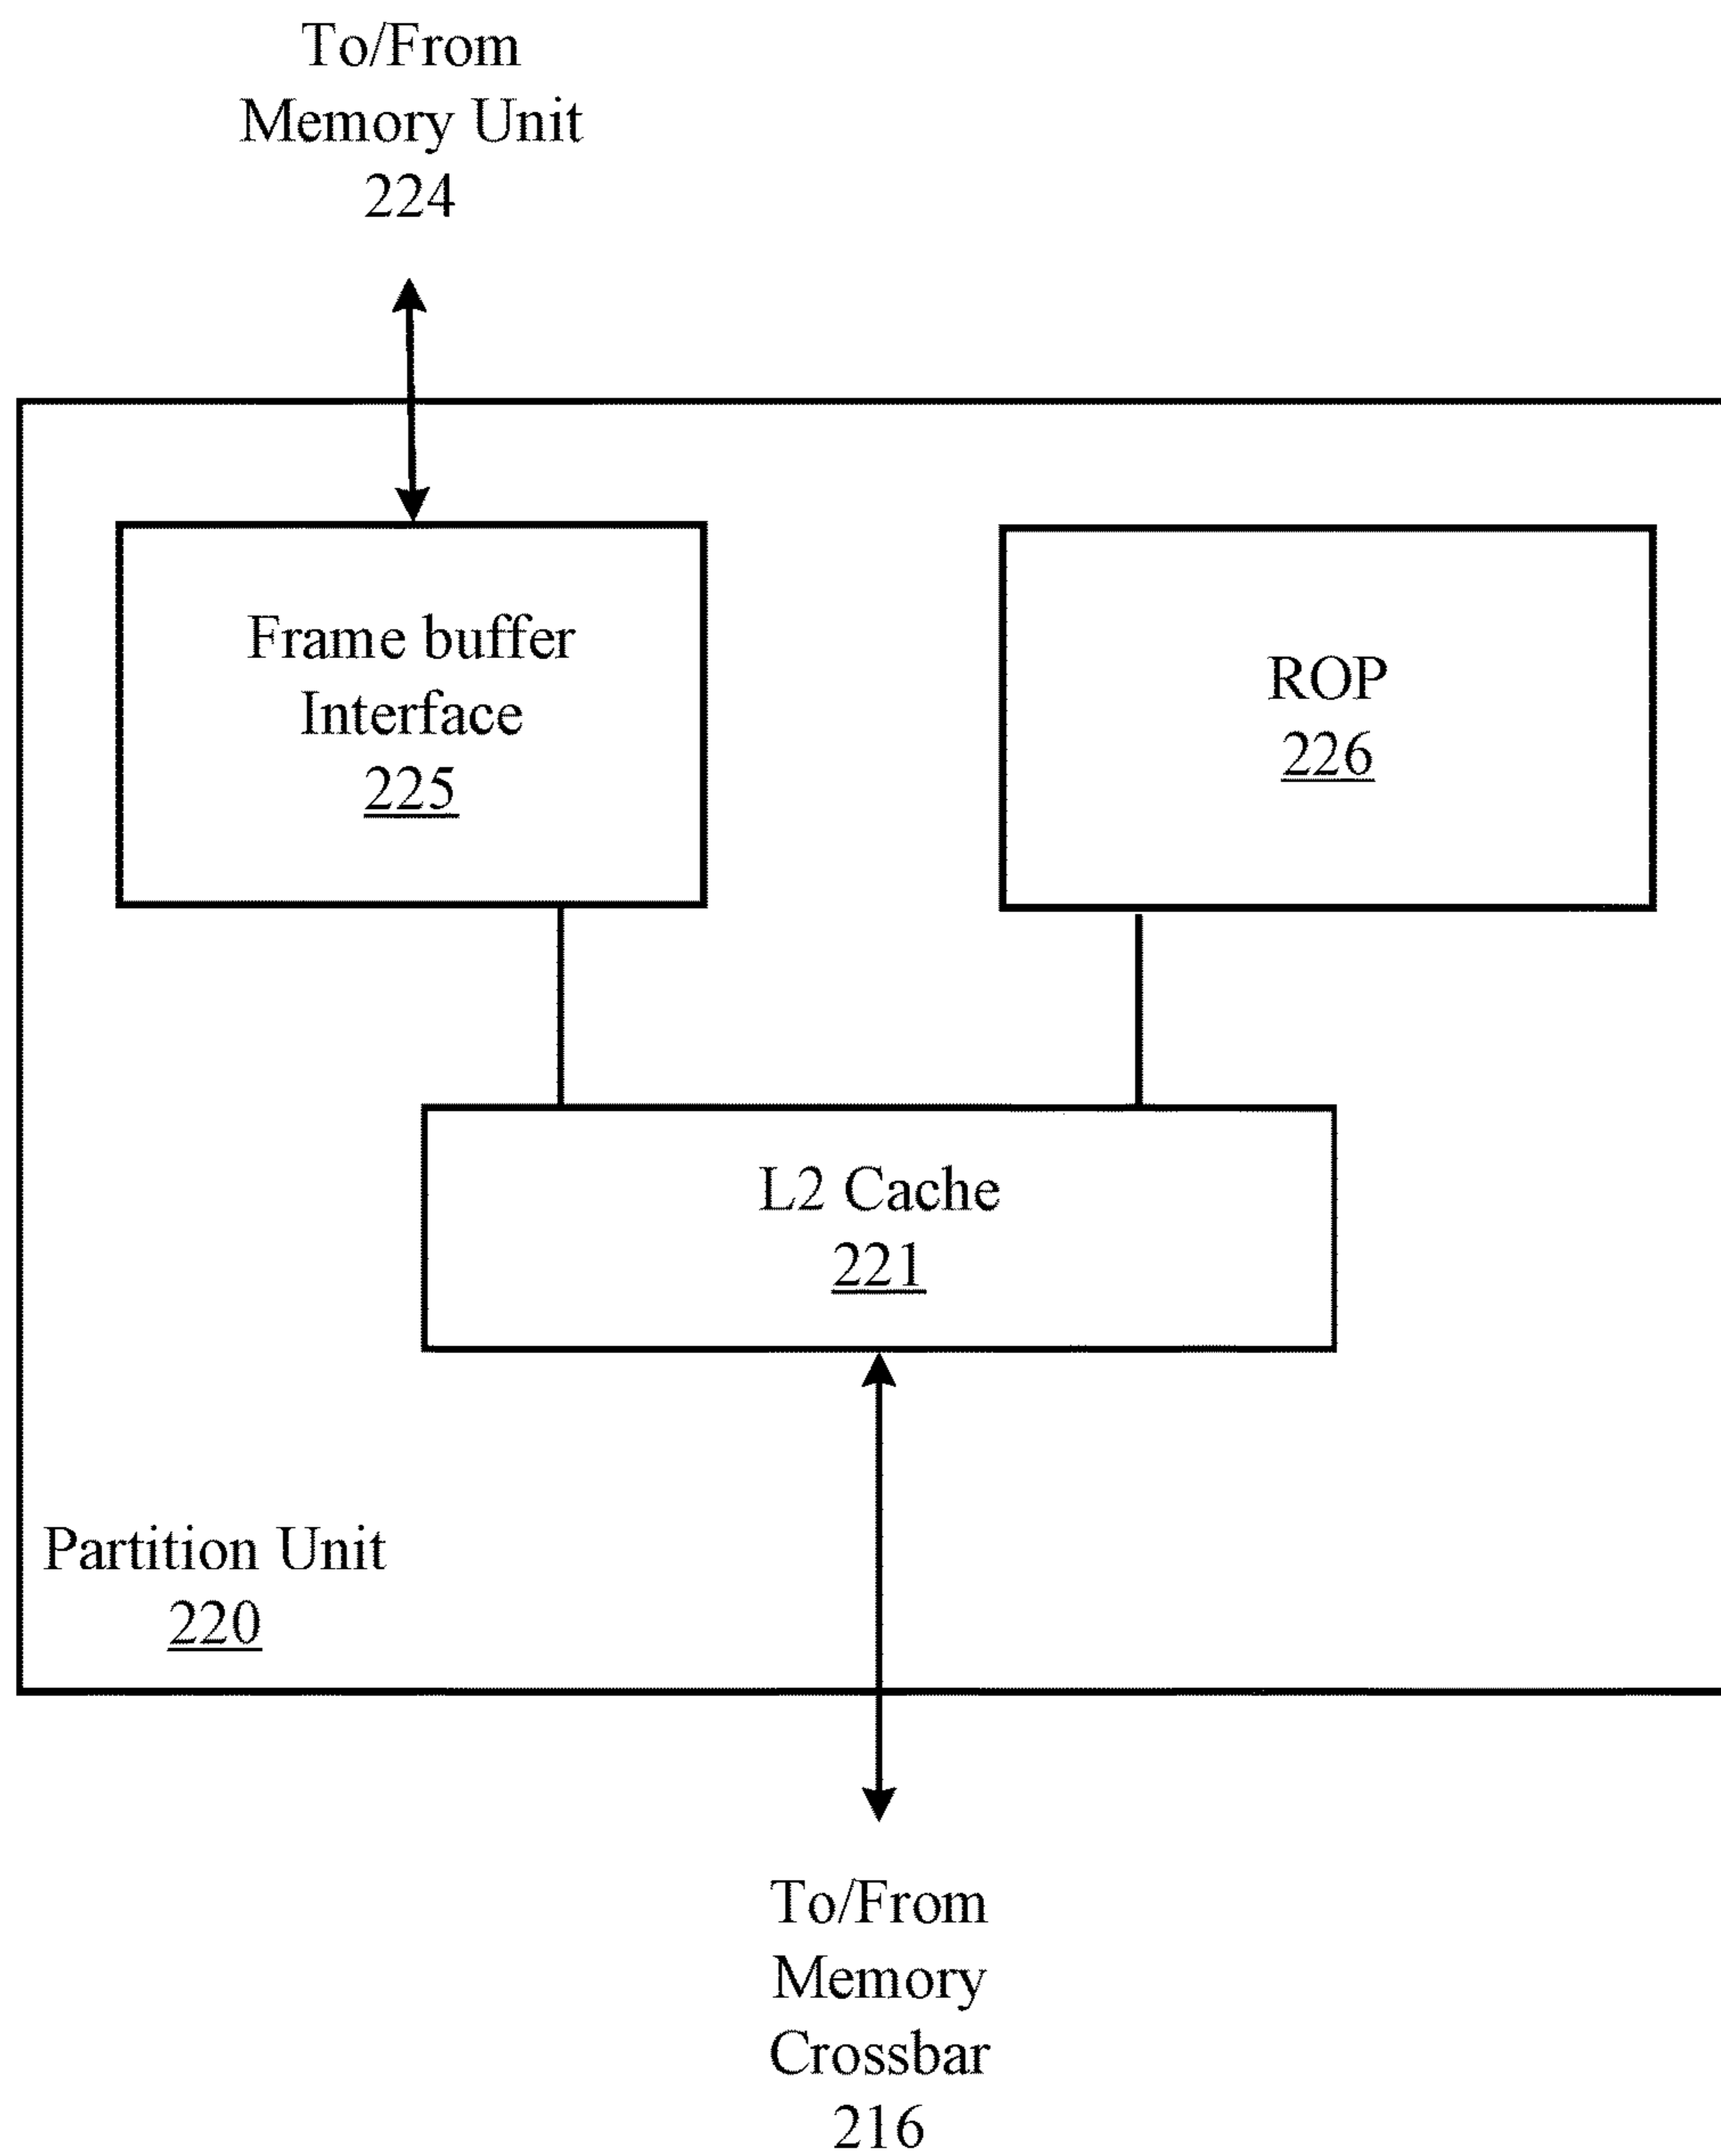 To/From
Memory Unit
224
Frame buffer
Interface
225
ROP
226
L2 Cache
221
Partition Unit
220
To/From
Memory
Crossbar
216